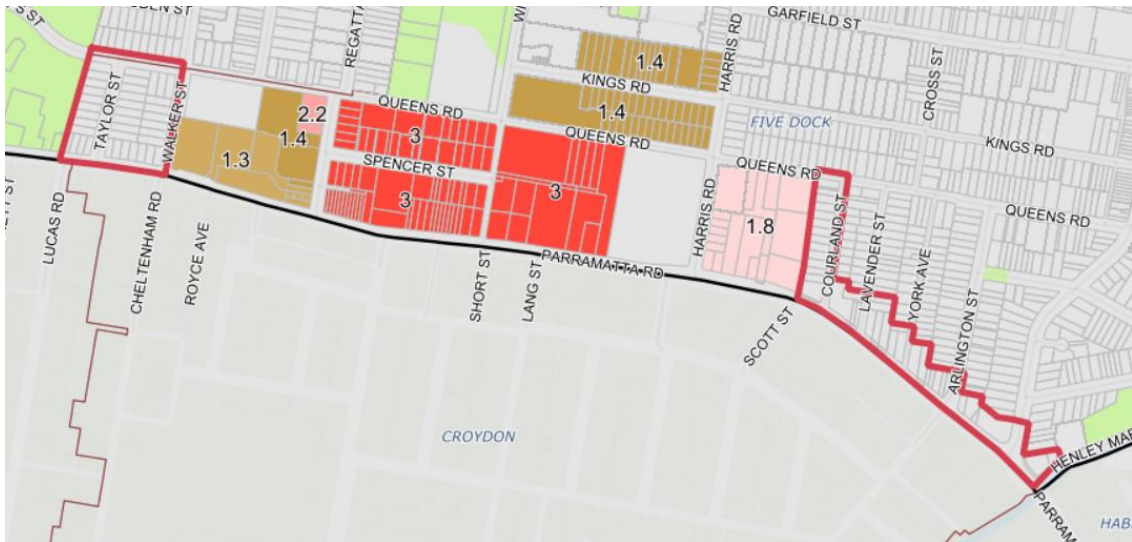 GARFIELD ST
REGATTA
HARRIS RD
CROSS ST
1.4
KINGS RD
TAYLOR ST
WALKER ST
2.2
QUEENS RD
1.4
FIVE DOCK
1.4
3
QUEENS RD
KINGS RD
1.3
SPENCER ST
QUEENS RD
3
3
HARRIS RD
1.8
COURLAND ST
LAVENDER ST
QUEENS RD
LUCAS RD
CHELTENHAM RD
ROYCE AVE
PARRAMATTA RD
YORK AVE
SHORT ST
LANG ST
SCOTT ST
ARLINGTON ST
CROYDON
HENLEY MAR
PARRAM
HAB